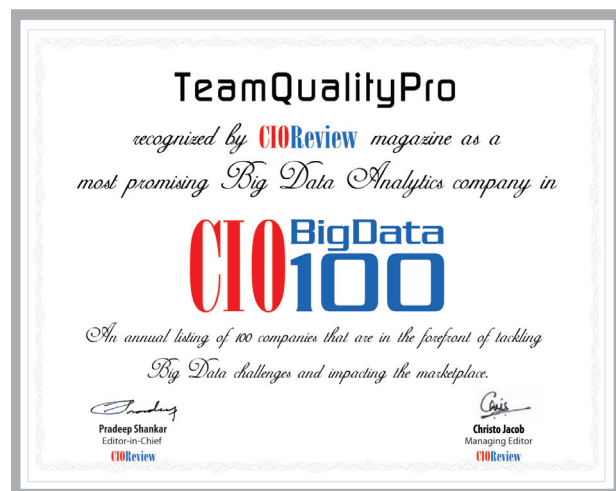 TeamQualityPro
recognized by CIOReview magazine as a
most promising Big Data Analytics company in
CIO BigData 100
An annual listing of 100 companies that are in the forefront of tackling
Big Data challenges and impacting the marketplace.
Pradeep Shankar
Editor-in-Chief
CIOReview
Christo Jacob
Managing Editor
CIOReview